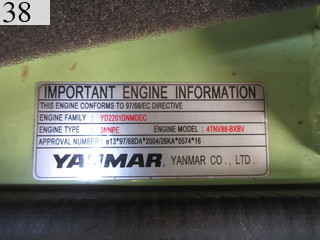 38
IMPORTANT ENGINE INFORMATION
THIS ENGINE CONFORMS TO 97/68/EC DIRECTIVE
ENGINE FAMILY : YD2201DNMDEC
ENGINE TYPE : 3NNPE ENGINE MODEL : 4TNV88-BXBV
APPROVAL NUMBER : e13*97/68DA*2004/26KA*0574*16
YANMAR YANMAR CO., LTD.